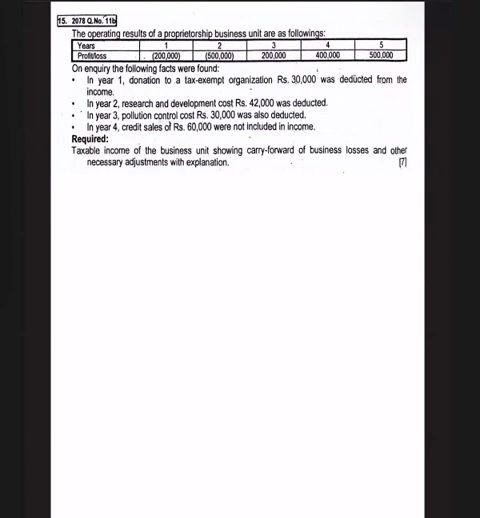 15. 2078 Q.No. 11b
The operating results of a proprietorship business unit are as followings:
Years 1 2 3 4 5
Profit/loss (200,000) (500,000) 200,000 400,000 500,000
On enquiry the following facts were found:
• In year 1, donation to a tax-exempt organization Rs. 30,000 was deducted from the
income.
• In year 2, research and development cost Rs. 42,000 was deducted.
• In year 3, pollution control cost Rs. 30,000 was also deducted.
• In year 4, credit sales of Rs. 60,000 were not included in income.
Required:
Taxable income of the business unit showing carry-forward of business losses and other
necessary adjustments with explanation. [7]